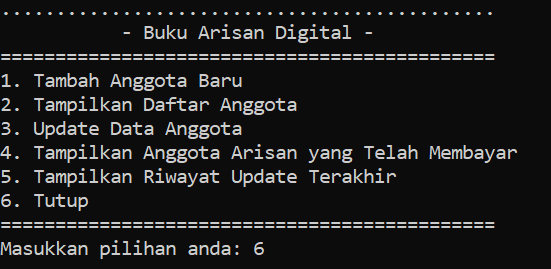 .............................................
- Buku Arisan Digital -
=============================================
1. Tambah Anggota Baru
2. Tampilkan Daftar Anggota
3. Update Data Anggota
4. Tampilkan Anggota Arisan yang Telah Membayar
5. Tampilkan Riwayat Update Terakhir
6. Tutup
=============================================
Masukkan pilihan anda: 6